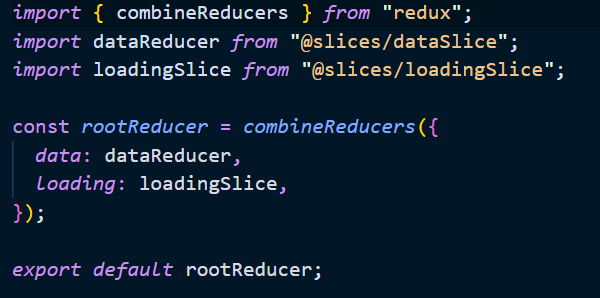 import { combineReducers } from "redux";
import dataReducer from "@slices/dataSlice";
import loadingSlice from "@slices/loadingSlice";
const rootReducer = combineReducers({
data: dataReducer,
loading: loadingSlice,
});
export default rootReducer;